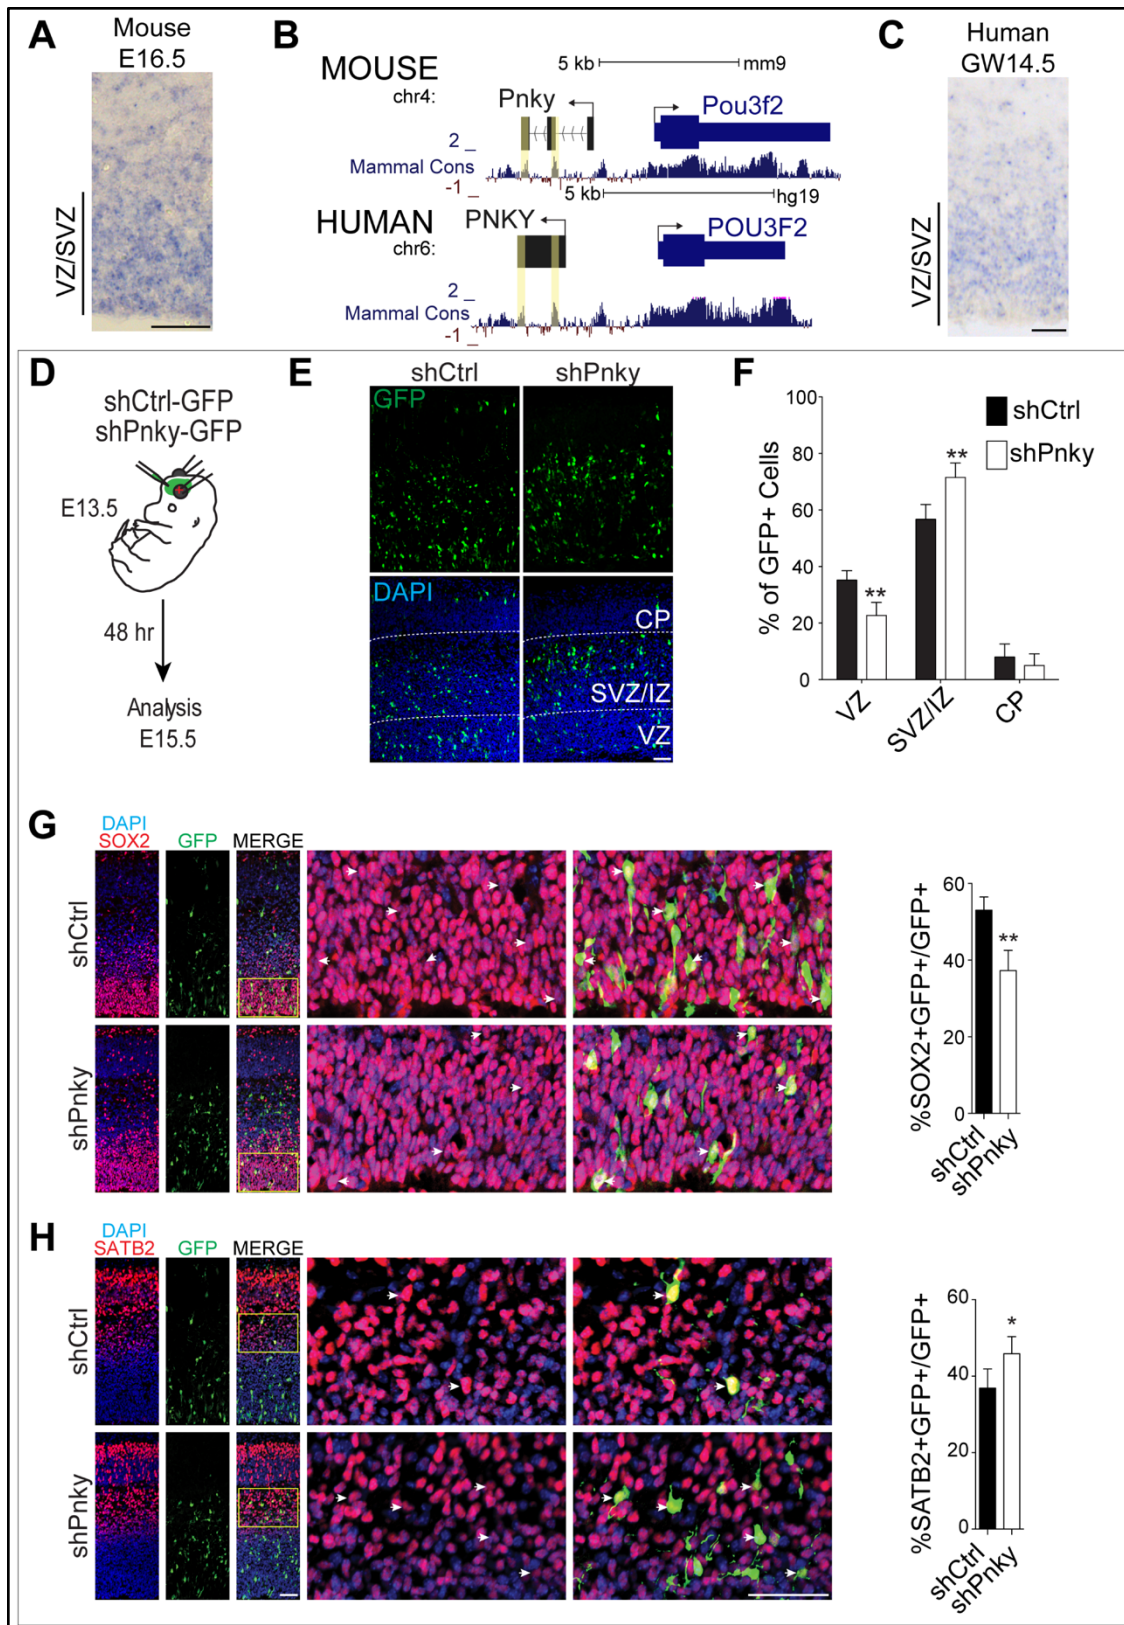 A
Mouse
E16.5
VZ/SVZ
B
MOUSE
chr4:
5 kb
mm9
Pnky
Pou3f2
2 _
Mammal Cons
-1 _
5 kb
hg19
HUMAN
chr6:
PNKY
POU3F2
2 _
Mammal Cons
-1 _
C
Human
GW14.5
VZ/SVZ
D
shCtrl-GFP
shPnky-GFP
E13.5
48 hr
Analysis
E15.5
E
shCtrl
shPnky
GFP
DAPI
CP
SVZ/IZ
VZ
F
% of GFP+ Cells
100
80
60
40
20
0
shCtrl
shPnky
**
**
VZ
SVZ/IZ
CP
G
DAPI
SOX2
GFP
MERGE
shCtrl
shPnky
%SOX2+GFP+/GFP+
60
40
20
0
**
shCtrl
shPnky
H
DAPI
SATB2
GFP
MERGE
shCtrl
shPnky
%SATB2+GFP+/GFP+
60
40
20
0
*
shCtrl
shPnky